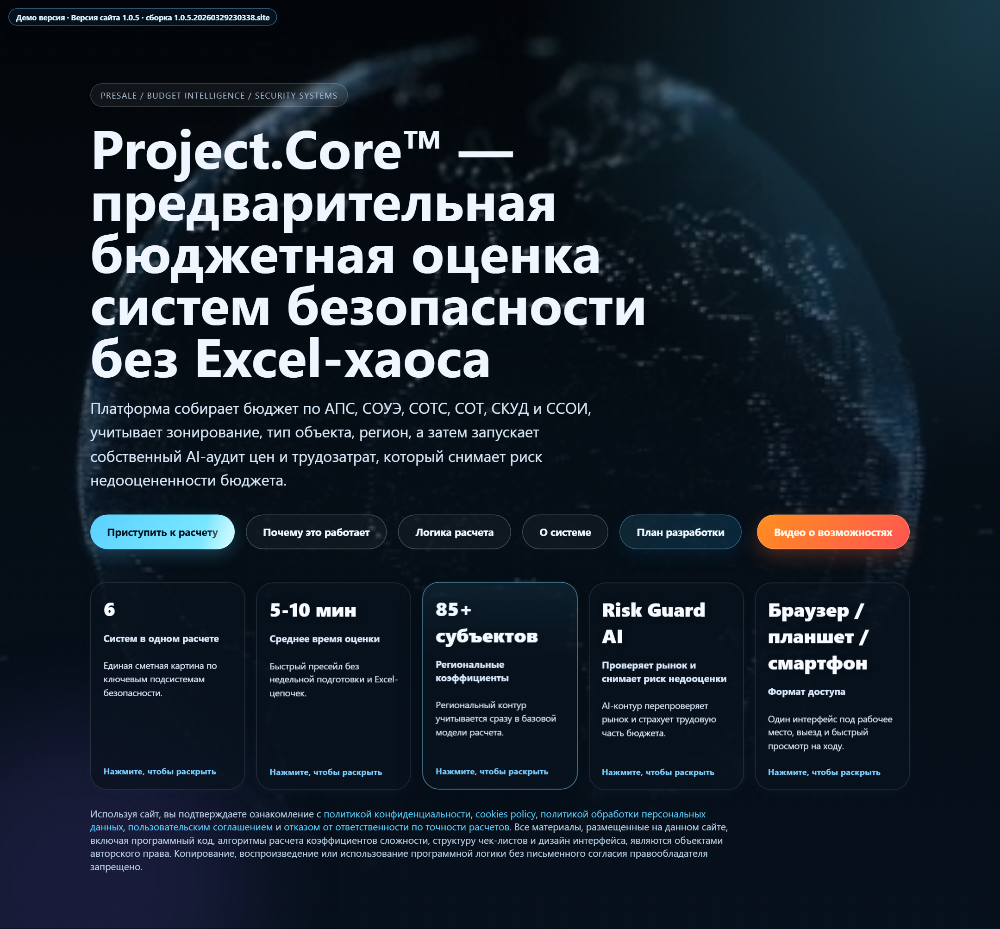 Демо версия · Версия сайта 1.0.5 · сборка 1.0.5.20260329230338.site
PRESALE / BUDGET INTELLIGENCE / SECURITY SYSTEMS
Project.Core™ —
предварительная
бюджетная оценка
систем безопасности
без Excel-хаоса
Платформа собирает бюджет по АПС, СОУЭ, СОТС, СОТ, СКУД и ССОИ,
учитывает зонирование, тип объекта, регион, а затем запускает
собственный AI-аудит цен и трудозатрат, который снимает риск
недооцененности бюджета.
Приступить к расчету
Почему это работает
Логика расчета
О системе
План разработки
Видео о возможностях
6
Систем в одном расчете
Единая сметная картина по
ключевым подсистемам
безопасности.
Нажмите, чтобы раскрыть
5-10 мин
Среднее время оценки
Быстрый пресейл без
недельной подготовки и Excel-
цепочек.
Нажмите, чтобы раскрыть
85+
субъектов
Региональные
коэффициенты
Региональный контур
учитывается сразу в базовой
модели расчета.
Нажмите, чтобы раскрыть
Risk Guard
AI
Проверяет рынок и
снимает риск недооценки
AI-контур перепроверяет
рынок и страхует трудовую
часть бюджета.
Нажмите, чтобы раскрыть
Браузер /
планшет /
смартфон
Формат доступа
Один интерфейс под рабочее
место, выезд и быстрый
просмотр на ходу.
Нажмите, чтобы раскрыть
Используя сайт, вы подтверждаете ознакомление с политикой конфиденциальности, cookies policy, политикой обработки персональных
данных, пользовательским соглашением и отказом от ответственности по точности расчетов. Все материалы, размещенные на данном сайте,
включая программный код, алгоритмы расчета коэффициентов сложности, структуру чек-листов и дизайн интерфейса, являются объектами
авторского права. Копирование, воспроизведение или использование программной логики без письменного согласия правообладателя
запрещено.